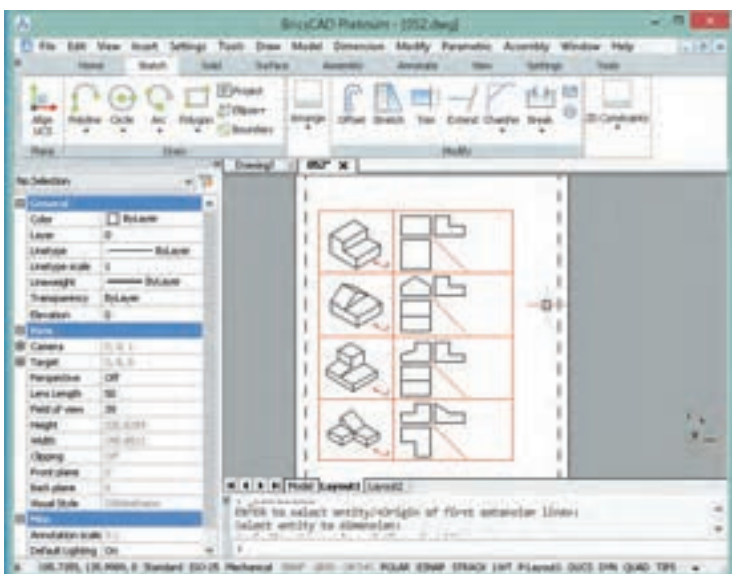 BricsCAD Platinum - [052.dwg]
File Edit View Insert Settings Tools Draw Model Dimension Modify Parametric Assembly Window Help
Home Sketch Solid Surface Assembly Annotate View Settings Tools
Project
Ellipse
Boundary
Align UCS Polyline Circle Arc Polygon Arrange Offset Stretch Trim Extend Chamfer Break 2D Constraints
Plane Modify
Drawing1 052*
No Selection
General
Color ByLayer
Layer 0
Linetype ByLayer
Linetype scale 1
Lineweight ByLayer
Transparency ByLayer
Elevation 0
View
Camera
Target
Perspective Off
Lens Length 50
Field of view 39
Height
Width
Clipping Off
Front plane
Back plane
Visual Style
Misc
Annotation scale
Default Lighting On
Model Layout1 Layout2
ENTER to select entity/<Origin of first extension line>:
Select entity to dimension:
:
Standard ISO-25 Mechanical SNAP GRID ORTHO POLAR ESNAP STRACK LWT P:Layout1 DUCS DYN QUAD TIPS